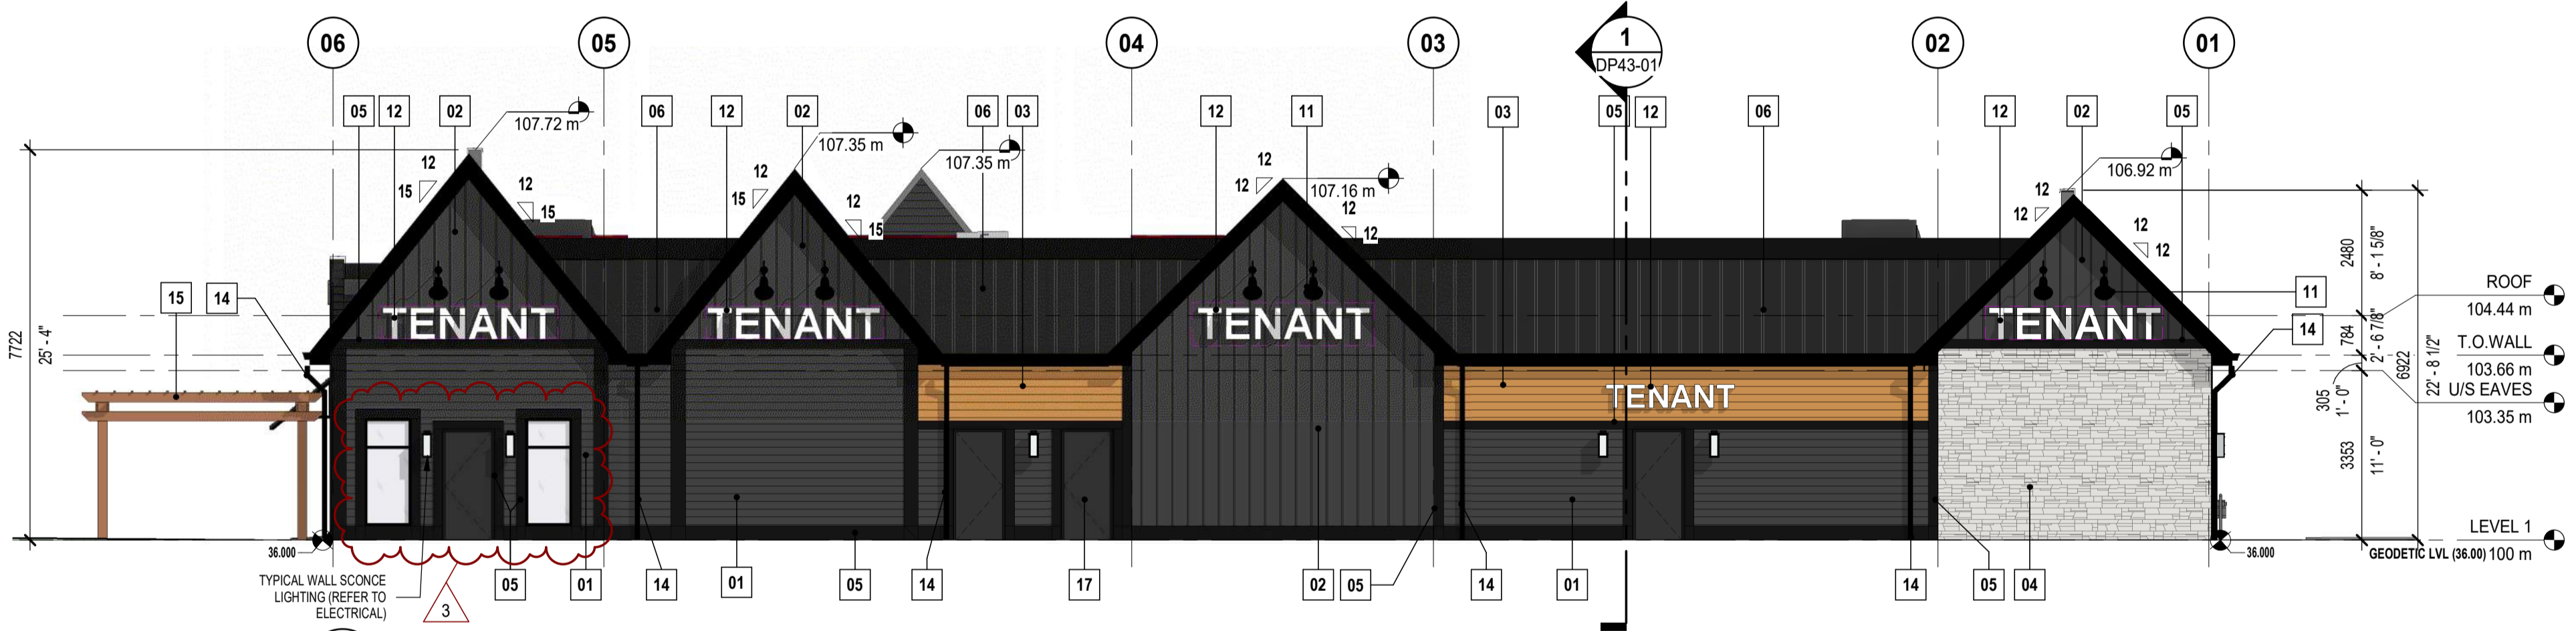 06 05 04 03 1 02 01
DP43-01
05 12 02 107.72 m 06 12 02 06 03 12 11 03 05 12 06 12 02 05
107.35 m
107.35 m
107.16 m
106.92 m
12 15
12 15
12 15
12 15
12 12
12 12
12 12
12 12
15 14
11
14
TENANT TENANT TENANT TENANT
TENANT
7722
25' - 4"
2480
8' - 1 5/8"
784
2' - 6 7/8"
6922
22' - 8 1/2"
305
1' - 0"
3353
11' - 0"
ROOF
104.44 m
T.O.WALL
103.66 m
U/S EAVES
103.35 m
LEVEL 1
GEODETIC LVL (36.00) 100 m
36.000
36.000
TYPICAL WALL SCONCE
LIGHTING (REFER TO
ELECTRICAL)
3
05 01 14 01 05 14 17 02 05 14 01 14 05 04